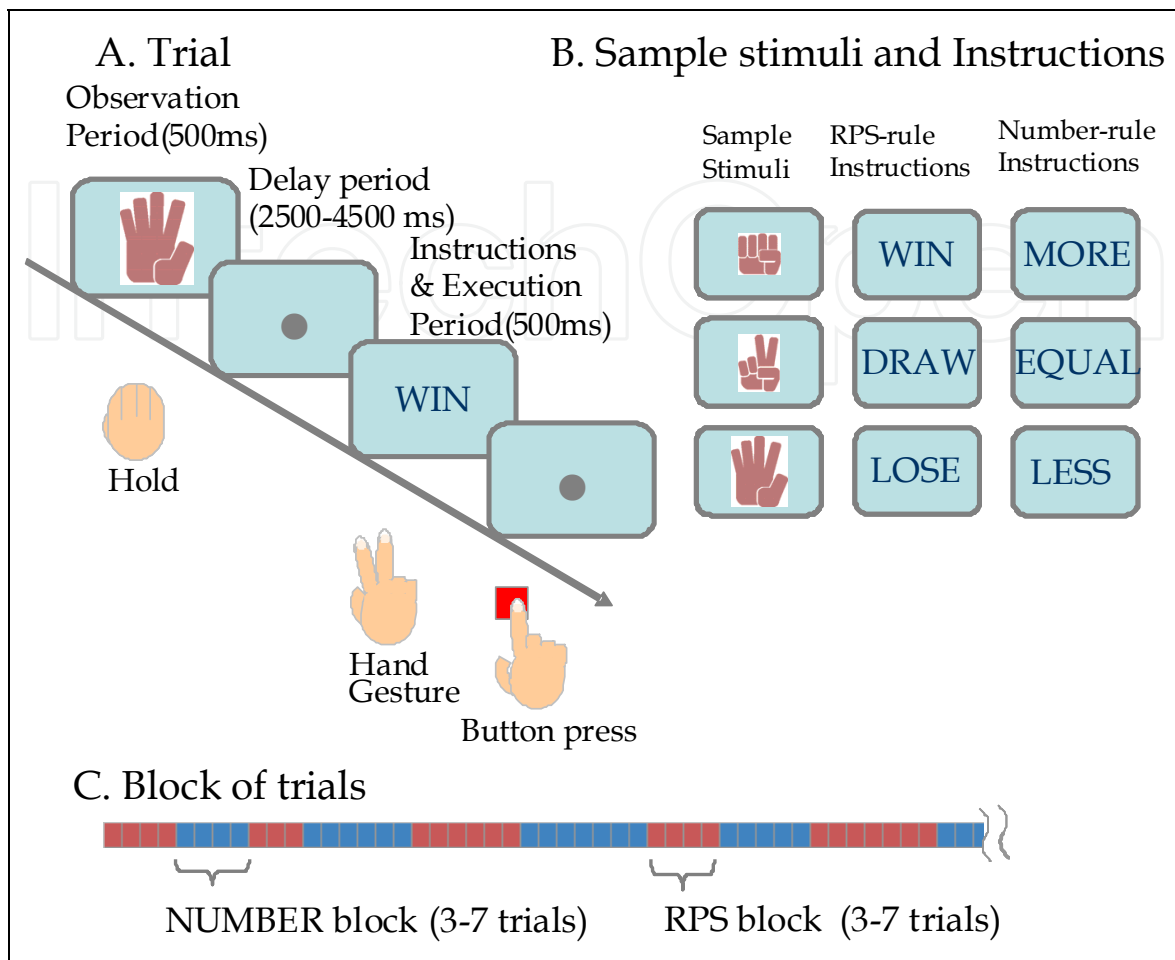 A. Trial
Observation
Period(500ms)
Delay period
(2500-4500 ms)
Instructions
& Execution
Period(500ms)
WIN
Hold
Hand
Gesture
Button press
B. Sample stimuli and Instructions
Sample
Stimuli
RPS-rule
Instructions
Number-rule
Instructions
WIN
MORE
DRAW
EQUAL
LOSE
LESS
C. Block of trials
NUMBER block (3-7 trials)
RPS block (3-7 trials)
InTechOpen